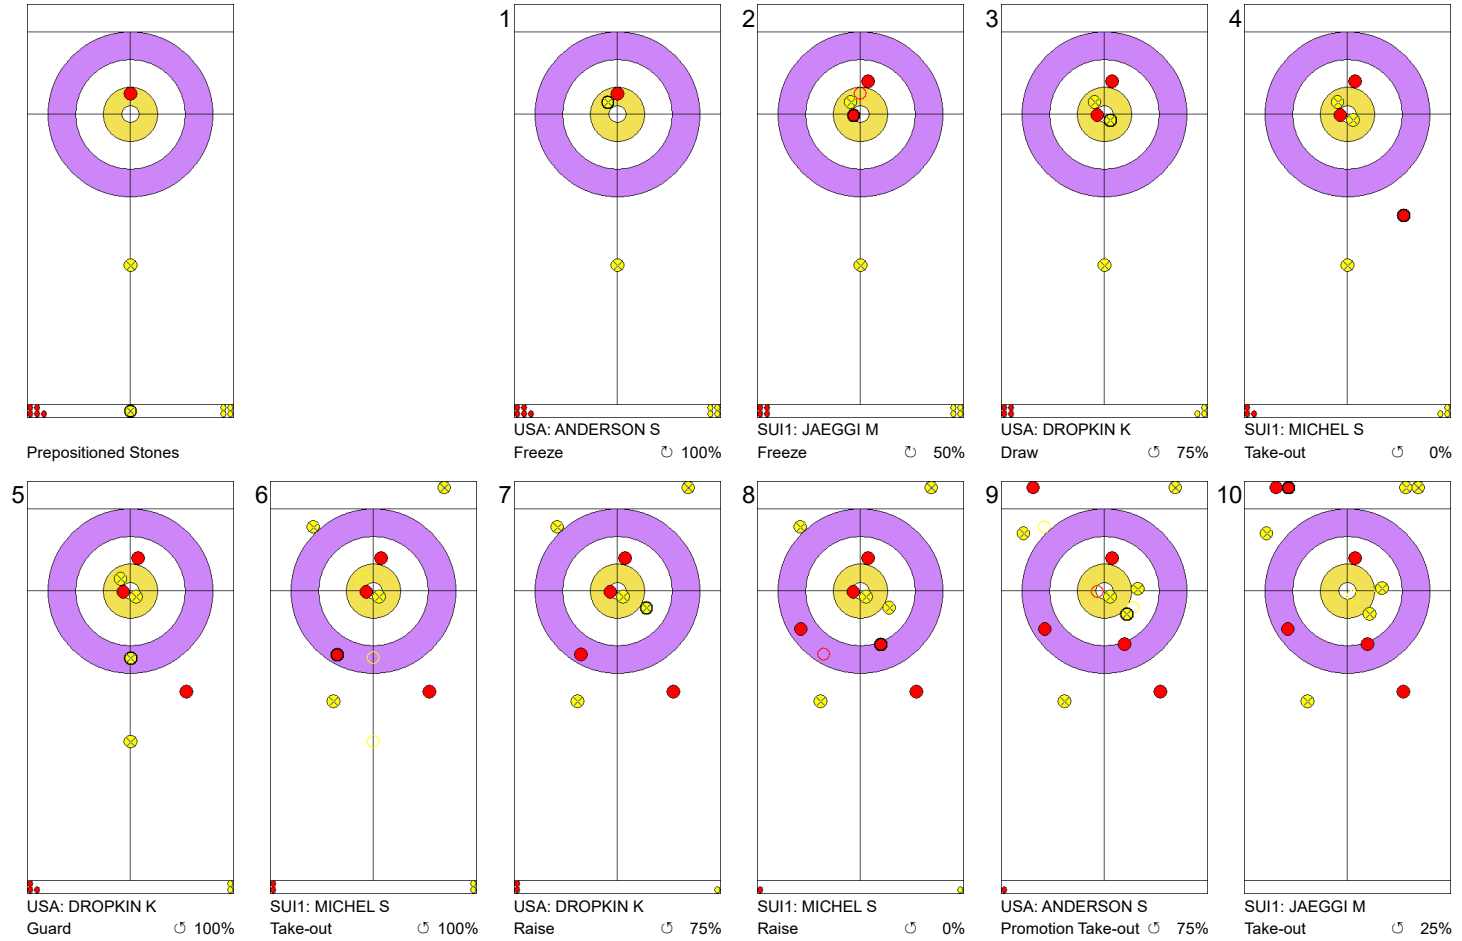 1
2
3
4
Prepositioned Stones
USA: ANDERSON S
Freeze ↻ 100%
SUI1: JAEGGI M
Freeze ↻ 50%
USA: DROPKIN K
Draw ↺ 75%
SUI1: MICHEL S
Take-out ↺ 0%
5
6
7
8
9
10
USA: DROPKIN K
Guard ↺ 100%
SUI1: MICHEL S
Take-out ↺ 100%
USA: DROPKIN K
Raise ↺ 75%
SUI1: MICHEL S
Raise ↺ 0%
USA: ANDERSON S
Promotion Take-out ↺ 75%
SUI1: JAEGGI M
Take-out ↺ 25%